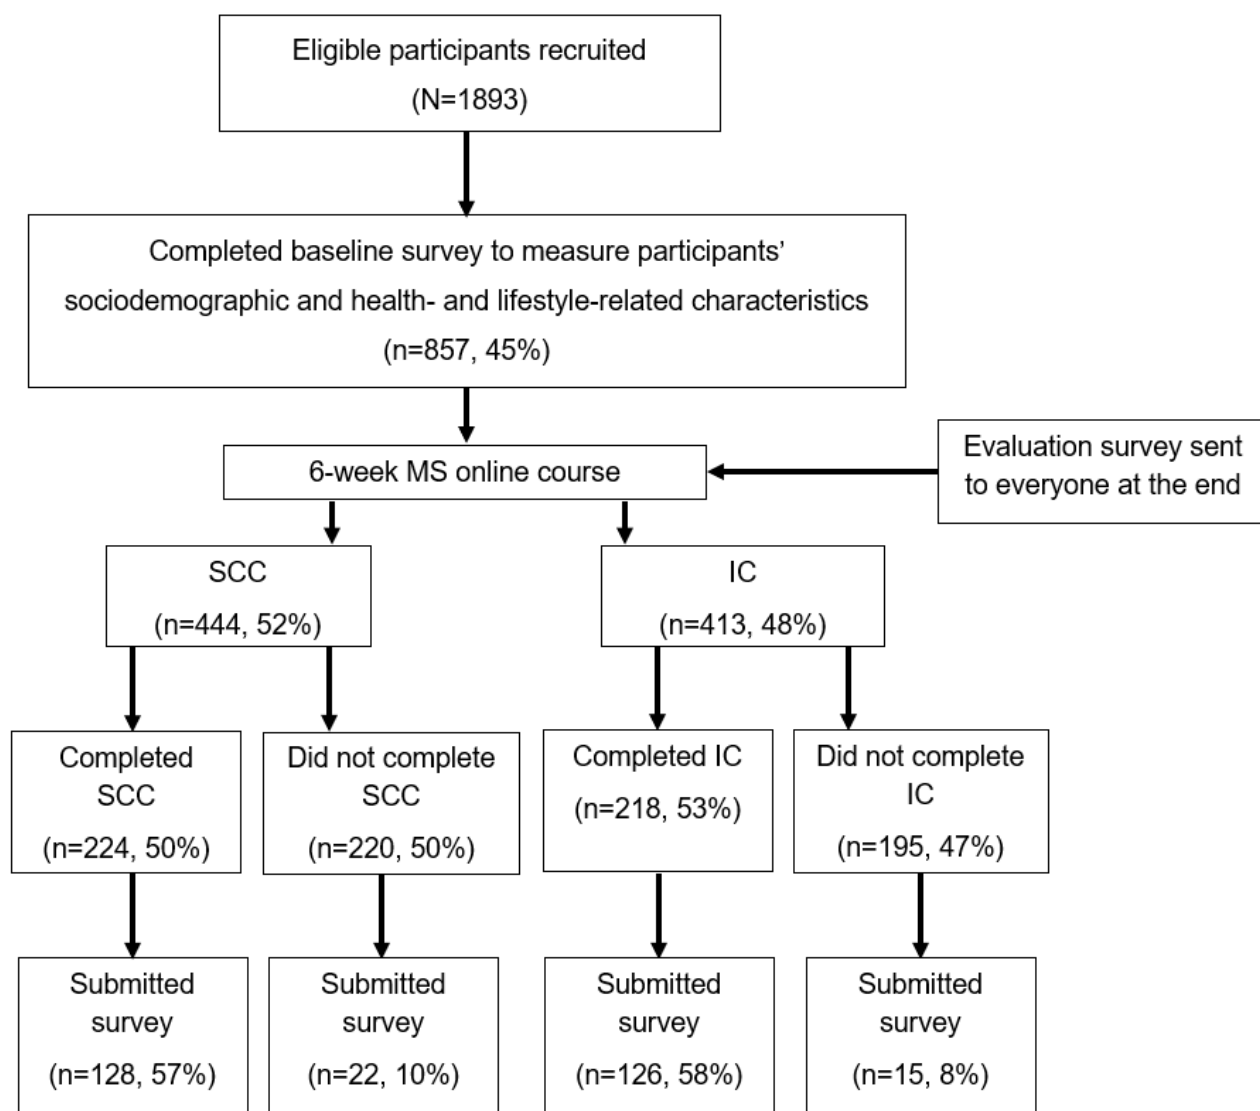 Eligible participants recruited
(N=1893)
Completed baseline survey to measure participants’
sociodemographic and health- and lifestyle-related characteristics
(n=857, 45%)
6-week MS online course
Evaluation survey sent
to everyone at the end
SCC
(n=444, 52%)
IC
(n=413, 48%)
Completed
SCC
(n=224, 50%)
Did not complete
SCC
(n=220, 50%)
Completed IC
(n=218, 53%)
Did not complete
IC
(n=195, 47%)
Submitted
survey
(n=128, 57%)
Submitted
survey
(n=22, 10%)
Submitted
survey
(n=126, 58%)
Submitted
survey
(n=15, 8%)